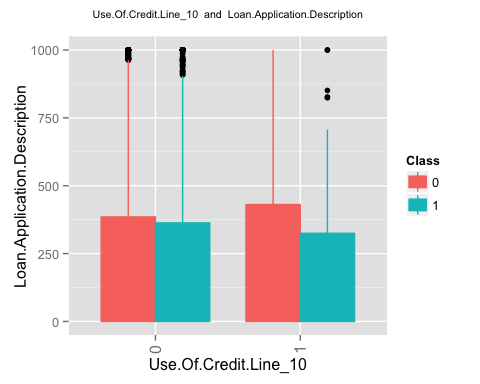 Use.Of.Credit.Line_10 and Loan.Application.Description
Loan.Application.Description
1000
750
500
250
0
0
1
Use.Of.Credit.Line_10
Class
0
1